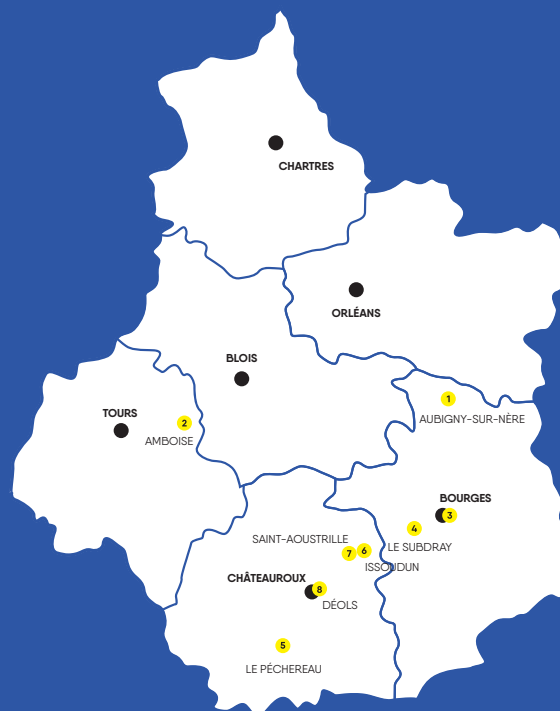 CHARTRES
ORLÉANS
BLOIS
1
TOURS
2
AUBIGNY-SUR-NÈRE
AMBOISE
BOURGES
3
4
SAINT-AOUSTRILLE
LE SUBDRAY
7
6
ISSOUDUN
CHÂTEAUROUX
8
DÉOLS
5
LE PÉCHEREAU